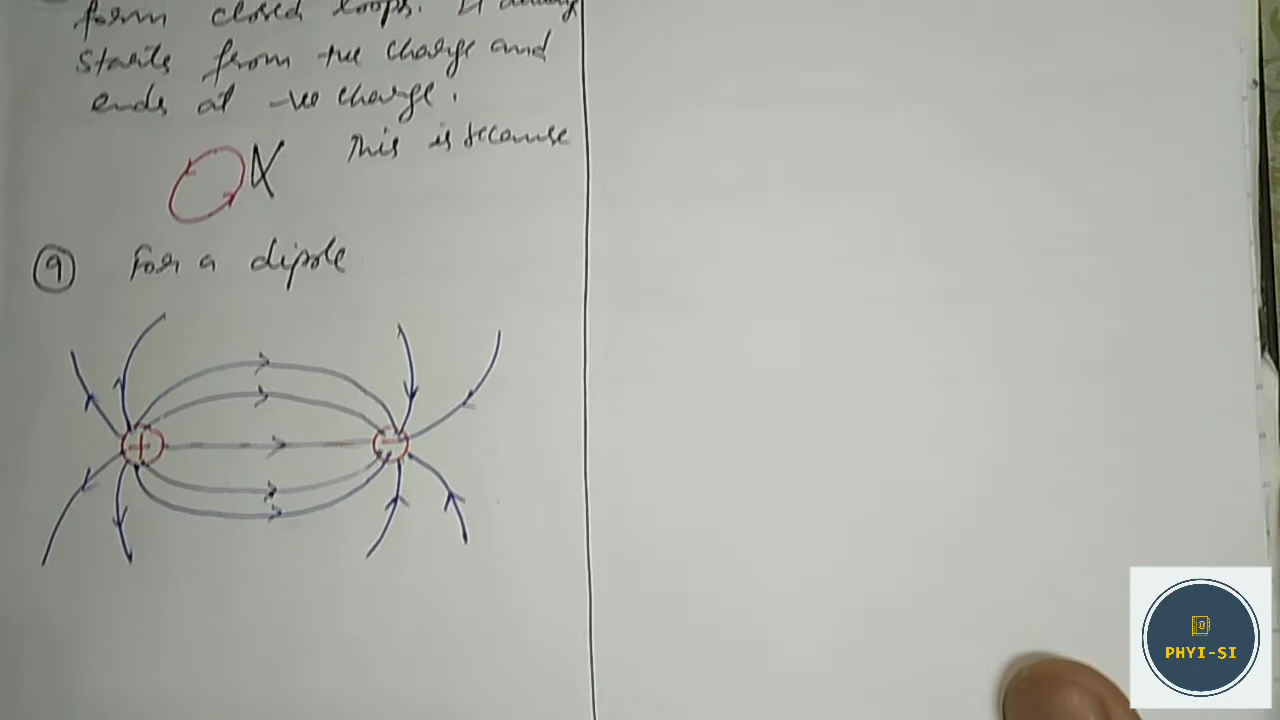 form closed loops. It always
starts from +ve charge and
ends at -ve charge.
This is because
9 For a dipole
+ -
PHYI-SI